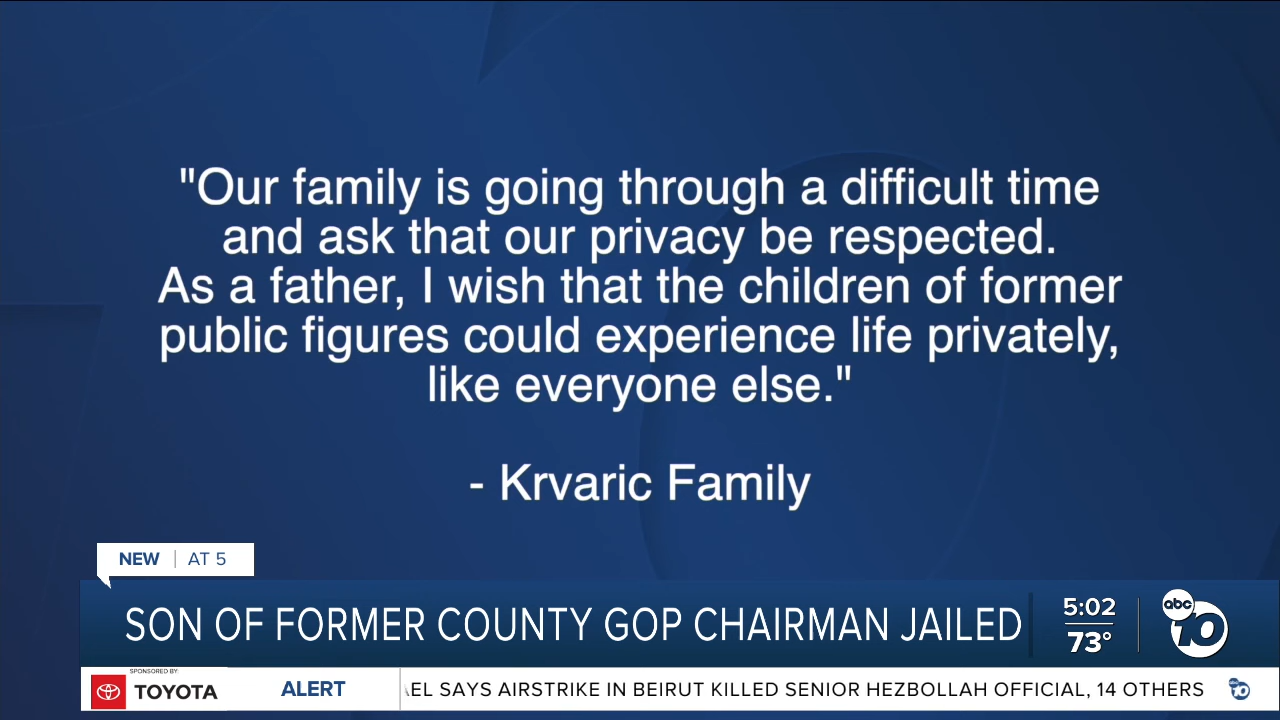 "Our family is going through a difficult time
and ask that our privacy be respected.
As a father, I wish that the children of former
public figures could experience life privately,
like everyone else."
- Krvaric Family
NEW AT 5
SON OF FORMER COUNTY GOP CHAIRMAN JAILED
5:02
73°
abc
10
SPONSORED BY:
TOYOTA
ALERT
EL SAYS AIRSTRIKE IN BEIRUT KILLED SENIOR HEZBOLLAH OFFICIAL, 14 OTHERS
abc
10